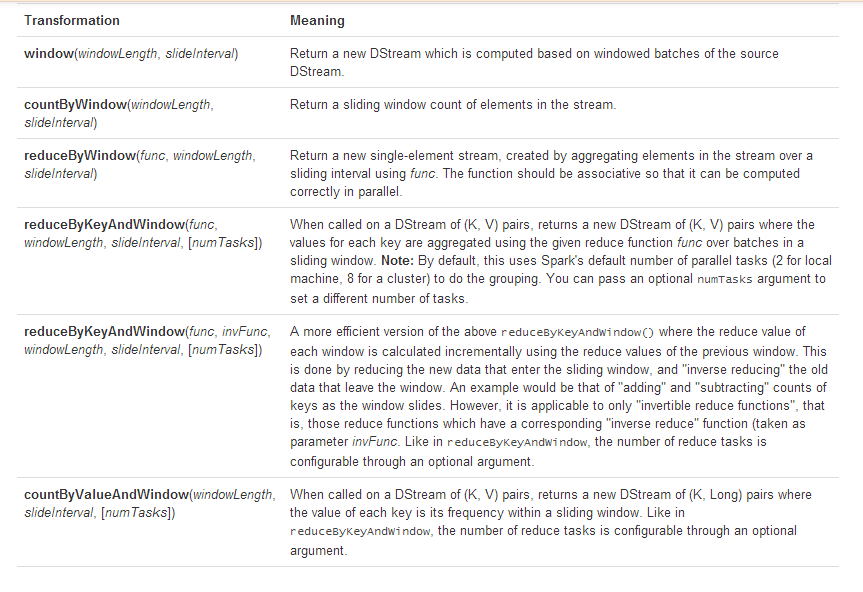 Transformation Meaning
window(windowLength, slideInterval) Return a new DStream which is computed based on windowed batches of the source
DStream.
countByWindow(windowLength, Return a sliding window count of elements in the stream.
slideInterval)
reduceByWindow(func, windowLength, Return a new single-element stream, created by aggregating elements in the stream over a
slideInterval) sliding interval using func. The function should be associative so that it can be computed
correctly in parallel.
reduceByKeyAndWindow(func, When called on a DStream of (K, V) pairs, returns a new DStream of (K, V) pairs where the
windowLength, slideInterval, [numTasks]) values for each key are aggregated using the given reduce function func over batches in a
sliding window. Note: By default, this uses Spark's default number of parallel tasks (2 for local
machine, 8 for a cluster) to do the grouping. You can pass an optional numTasks argument to
set a different number of tasks.
reduceByKeyAndWindow(func, invFunc, A more efficient version of the above reduceByKeyAndWindow() where the reduce value of
windowLength, slideInterval, [numTasks]) each window is calculated incrementally using the reduce values of the previous window. This
is done by reducing the new data that enter the sliding window, and "inverse reducing" the old
data that leave the window. An example would be that of "adding" and "subtracting" counts of
keys as the window slides. However, it is applicable to only "invertible reduce functions", that
is, those reduce functions which have a corresponding "inverse reduce" function (taken as
parameter invFunc. Like in reduceByKeyAndWindow, the number of reduce tasks is
configurable through an optional argument.
countByValueAndWindow(windowLength, When called on a DStream of (K, V) pairs, returns a new DStream of (K, Long) pairs where
slideInterval, [numTasks]) the value of each key is its frequency within a sliding window. Like in
reduceByKeyAndWindow, the number of reduce tasks is configurable through an optional
argument.